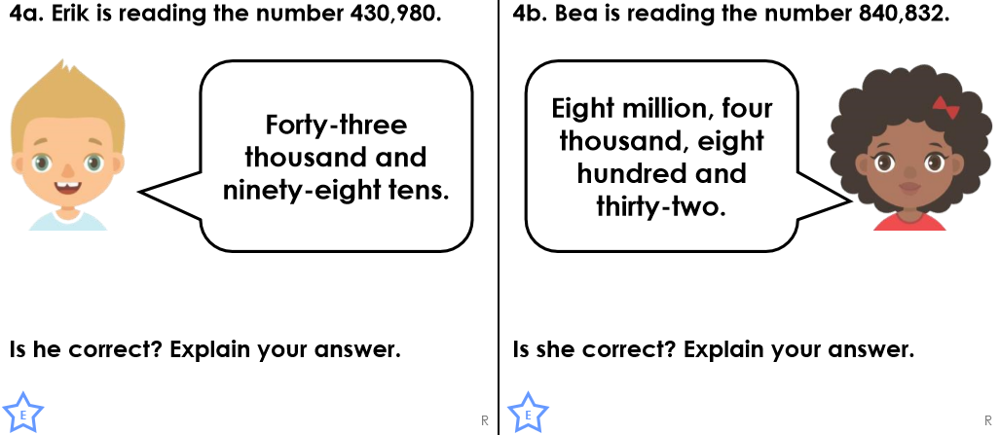 4a. Erik is reading the number 430,980.
Forty-three
thousand and
ninety-eight tens.
Is he correct? Explain your answer.
E
R
4b. Bea is reading the number 840,832.
Eight million, four
thousand, eight
hundred and
thirty-two.
Is she correct? Explain your answer.
E
R